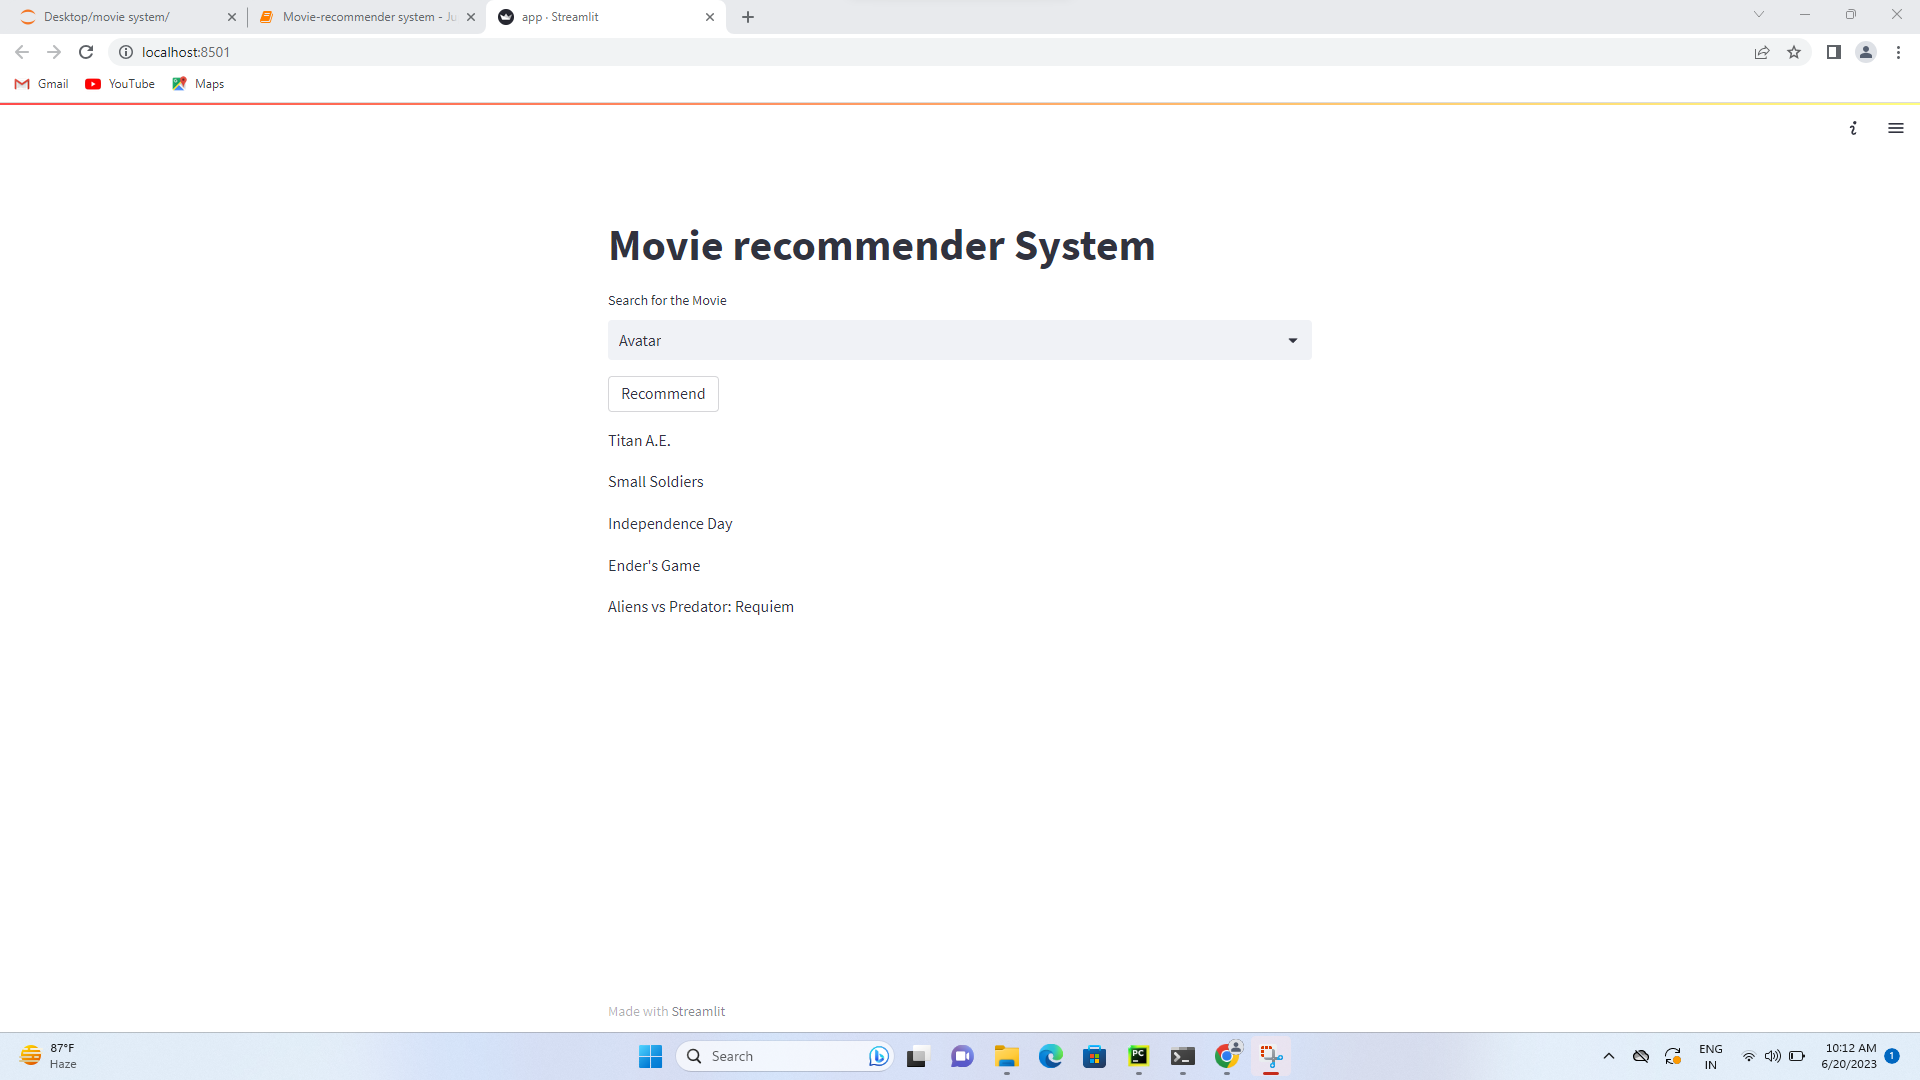 Desktop/movie system/
Movie-recommender system - Ju
app · Streamlit
localhost:8501
Gmail
YouTube
Maps
Movie recommender System
Search for the Movie
Avatar
Recommend
Titan A.E.
Small Soldiers
Independence Day
Ender's Game
Aliens vs Predator: Requiem
Made with Streamlit
87°F
Haze
Search
PC
ENG
IN
10:12 AM
6/20/2023
1